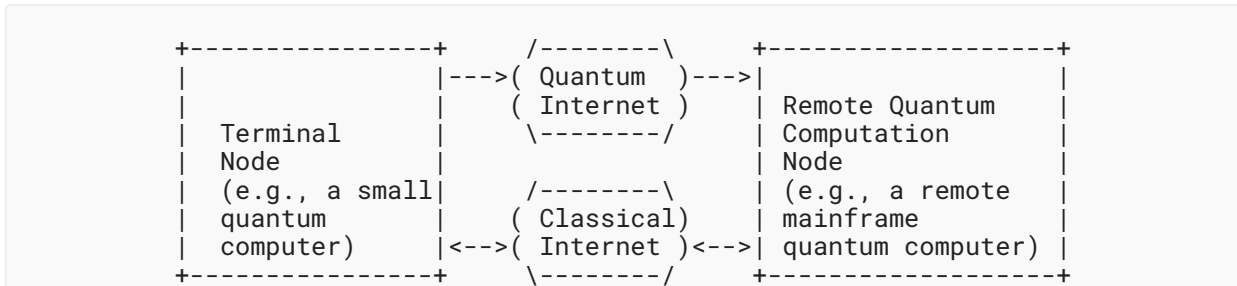 +----------------+     /--------\     +-------------------+
|                |--->( Quantum  )--->|                   |
|                |    ( Internet )    | Remote Quantum    |
|  Terminal      |     \--------/     | Computation       |
|  Node          |                    | Node              |
|  (e.g., a small|     /--------\     | (e.g., a remote   |
|  quantum       |    ( Classical)    | mainframe         |
|  computer)     |<-->( Internet )<-->| quantum computer) |
+----------------+     \--------/     +-------------------+